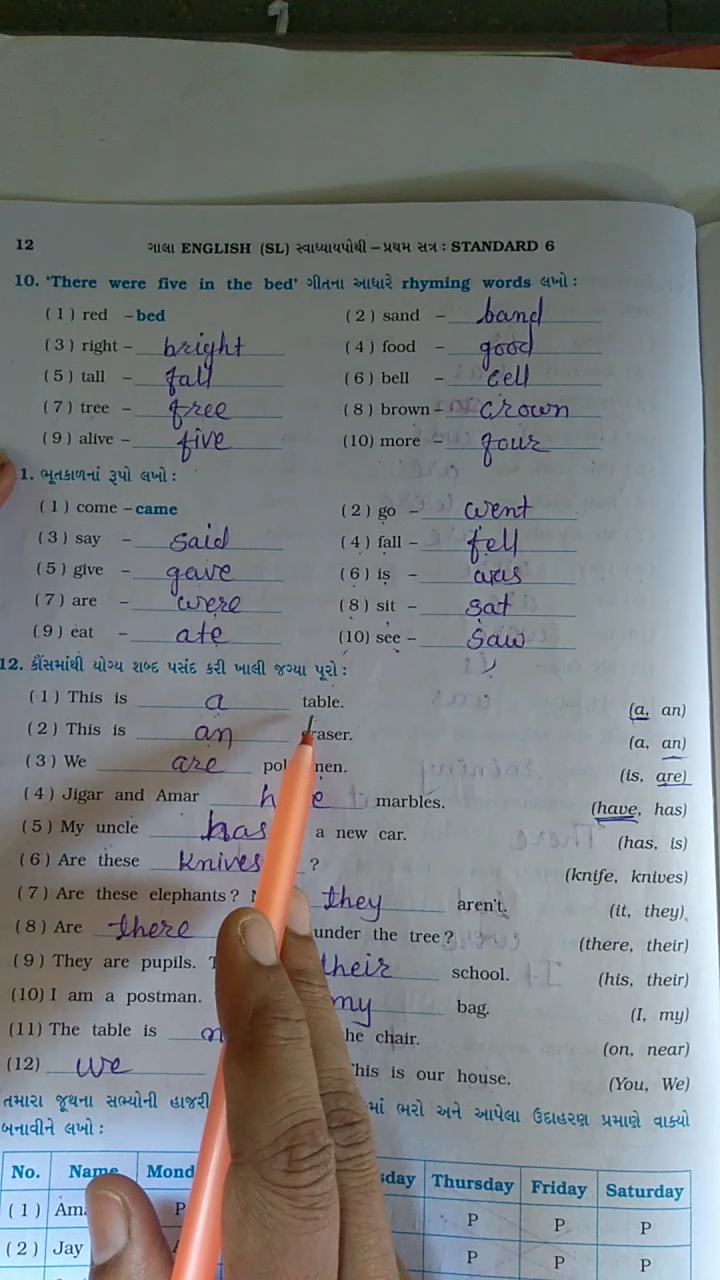 12 ગાલા ENGLISH (SL) સ્વાધ્યાયપોથી – પ્રથમ સત્ર : STANDARD 6
10. 'There were five in the bed' ગીતના આધારે rhyming words લખો :
(1) red - bed (2) sand - band
(3) right - bright (4) food - good
(5) tall - fall (6) bell - cell
(7) tree - free (8) brown - crown
(9) alive - five (10) more - four
1. ભૂતકાળનાં રૂપો લખો :
(1) come - came (2) go - went
(3) say - said (4) fall - fell
(5) give - gave (6) is - was
(7) are - were (8) sit - sat
(9) eat - ate (10) see - saw
12. કૌંસમાંથી યોગ્ય શબ્દ પસંદ કરી ખાલી જગ્યા પૂરો :
(1) This is a table. (a, an)
(2) This is an eraser. (a, an)
(3) We are (is, are)
(4) Jigar and Amar marbles. (have, has)
(5) My uncle has a new car. (has, is)
(6) Are these knives ? (knife, knives)
(7) Are these elephants? they aren't. (it, they)
(8) Are there under the tree? (there, their)
(9) They are pupils. their school. (his, their)
(10) I am a postman. my bag. (I, my)
(11) The table is chair. (on, near)
(12) we This is our house. (You, We)
તમારા જૂથના સભ્યોની હાજરી માં ભરો અને આપેલા ઉદાહરણ પ્રમાણે વાક્યો
બનાવીને લખો :
No. Name Thursday Friday Saturday
(1) P P P P
(2) Jay P P P